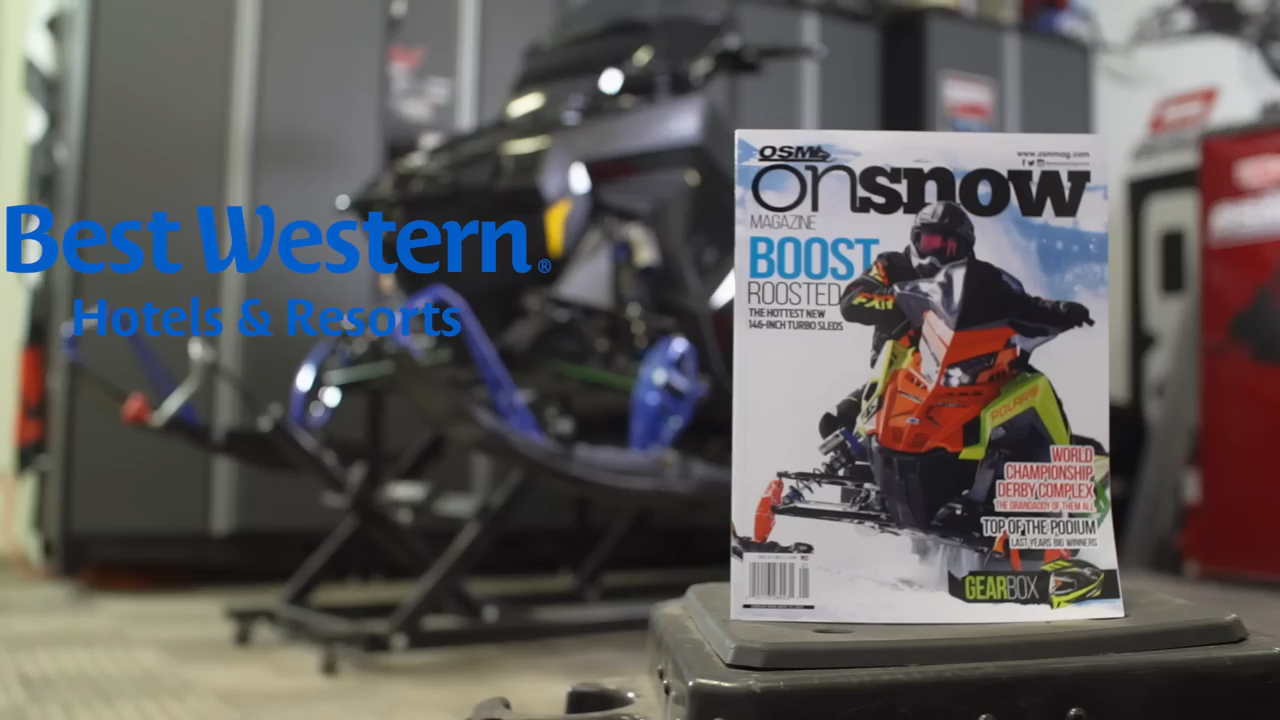 Best Western®
Hotels & Resorts
OSM
www.osmmag.com
onsnow
MAGAZINE
BOOST
ROOSTED
THE HOTTEST NEW
146-INCH TURBO SLEDS
FXR
POLARIS
WORLD
CHAMPIONSHIP
DERBY COMPLEX
THE GRANDADDY OF THEM ALL
TOP OF THE PODIUM
LAST YEARS BIG WINNERS
GEARBOX